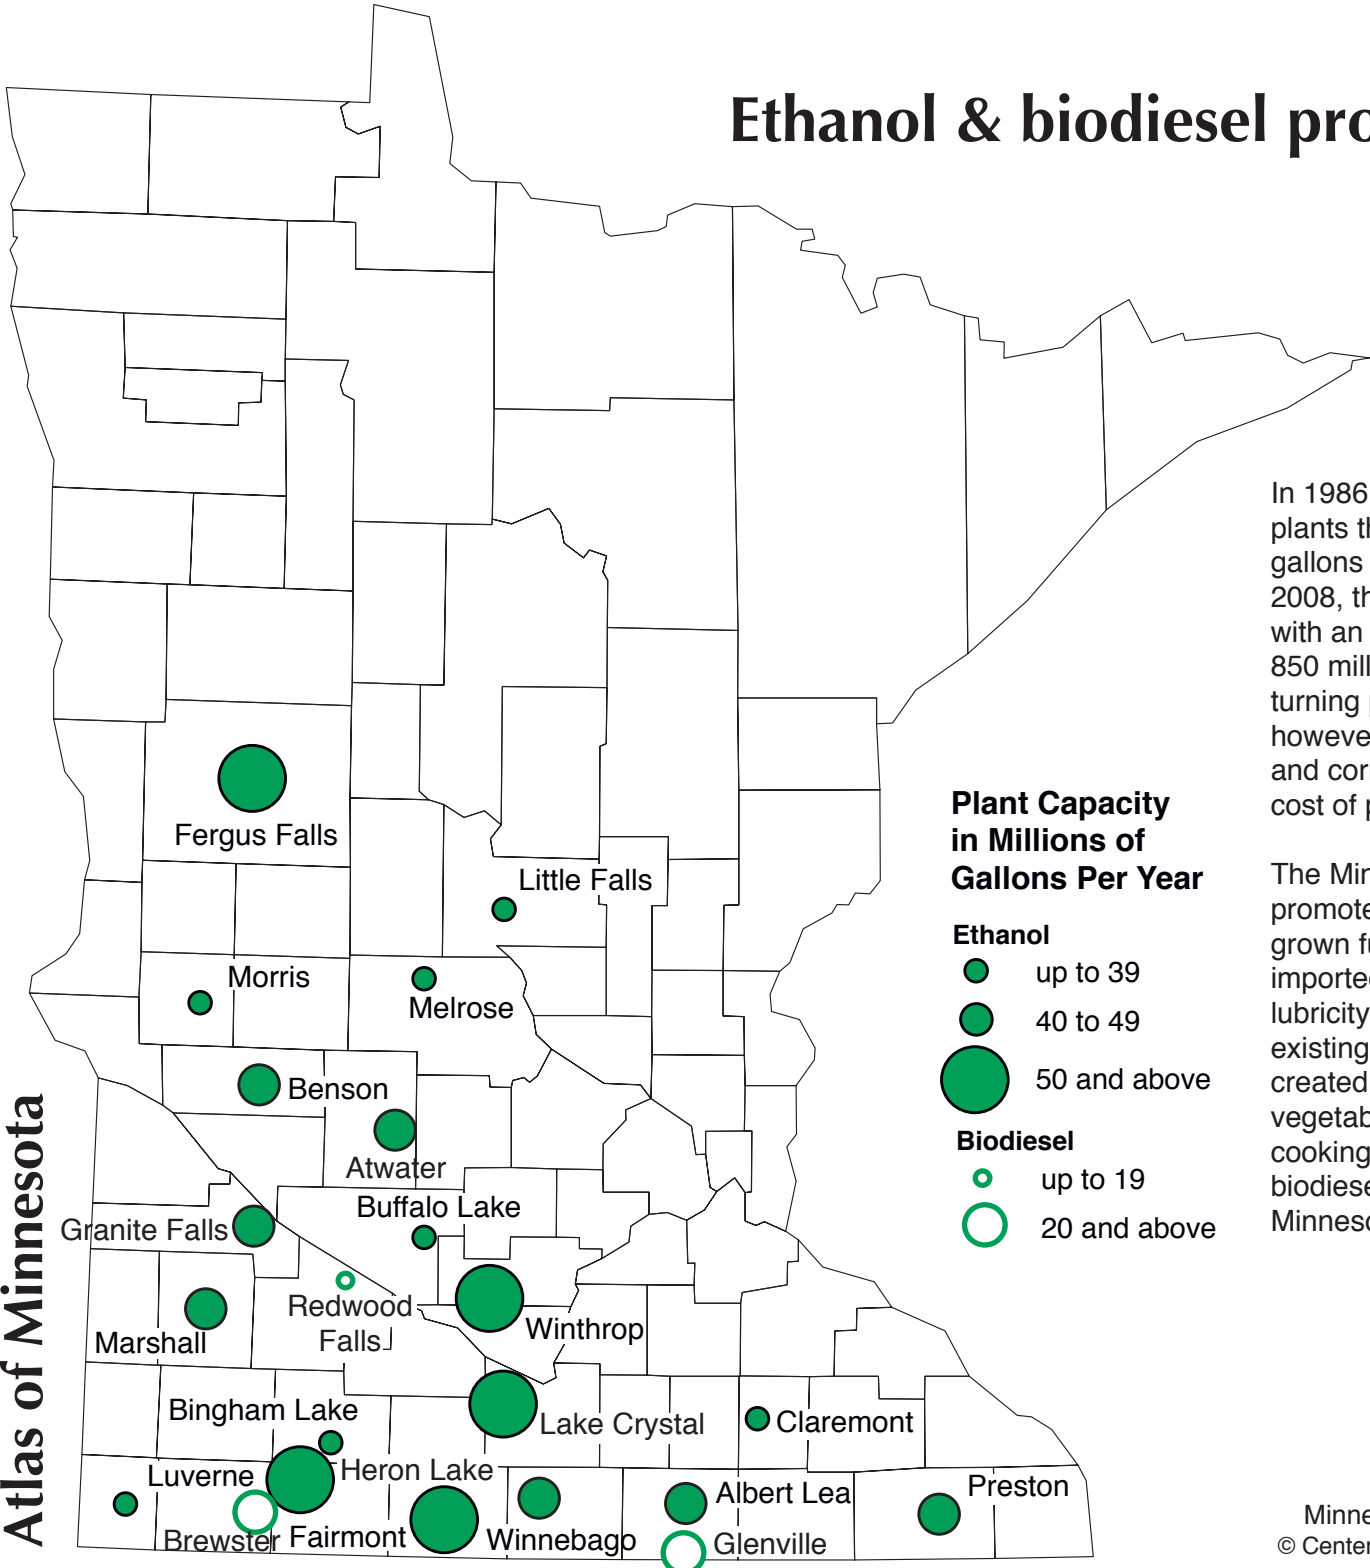 Ethanol & biodiesel pro
In 1986
plants th
gallons
2008, th
with an
850 mill
turning p
howeve
and cor
cost of p
The Min
promote
grown fu
imported
lubricity
existing
created
vegetab
cooking
biodiese
Minneso
Plant Capacity
in Millions of
Gallons Per Year
Ethanol
up to 39
40 to 49
50 and above
Biodiesel
up to 19
20 and above
Fergus Falls
Little Falls
Morris
Melrose
Benson
Atwater
Buffalo Lake
Granite Falls
Redwood
Falls
Marshall
Winthrop
Bingham Lake
Lake Crystal
Claremont
Luverne
Heron Lake
Albert Lea
Preston
Brewster
Fairmont
Winnebago
Glenville
Atlas of Minnesota
Minne
© Center